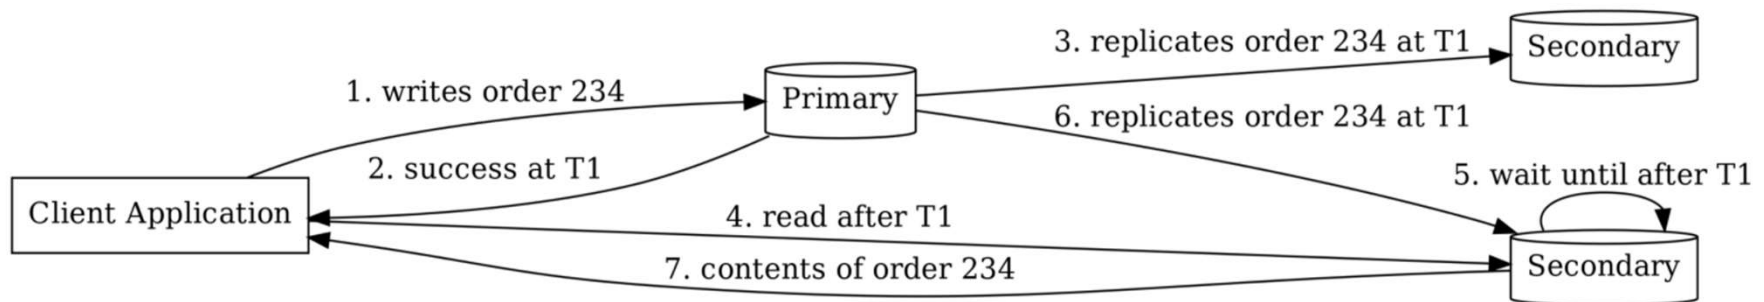 3. replicates order 234 at T1
Secondary
1. writes order 234
Primary
6. replicates order 234 at T1
2. success at T1
5. wait until after T1
Client Application
4. read after T1
7. contents of order 234
Secondary